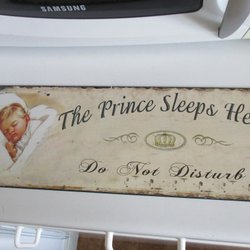 SAMSUNG
The Prince Sleeps He
Do Not Disturb